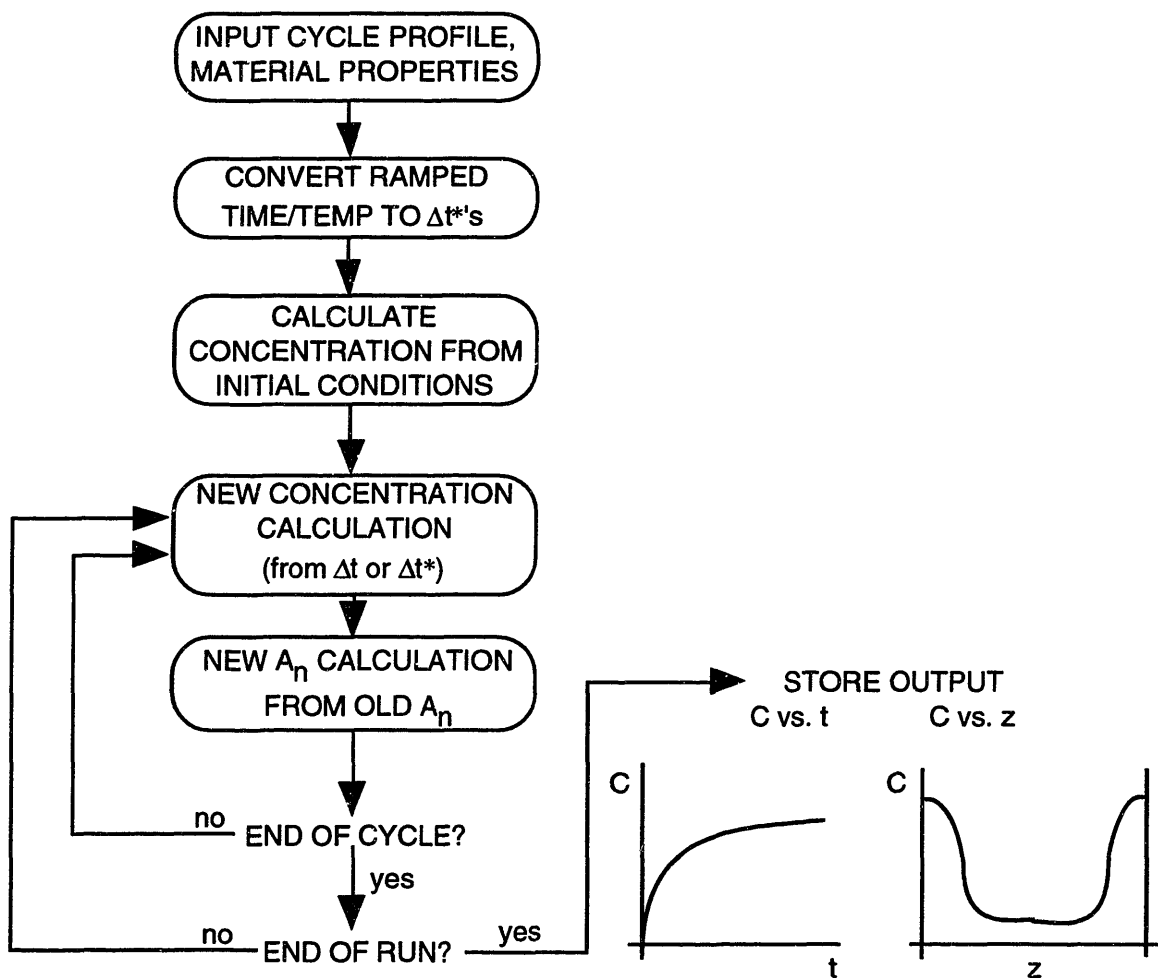 INPUT CYCLE PROFILE,
MATERIAL PROPERTIES
CONVERT RAMPED
TIME/TEMP TO Δt*'s
CALCULATE
CONCENTRATION FROM
INITIAL CONDITIONS
NEW CONCENTRATION
CALCULATION
(from Δt or Δt*)
NEW An CALCULATION
FROM OLD An
no
END OF CYCLE?
yes
no
END OF RUN?
yes
STORE OUTPUT
C vs. t
C vs. z
C
t
C
z